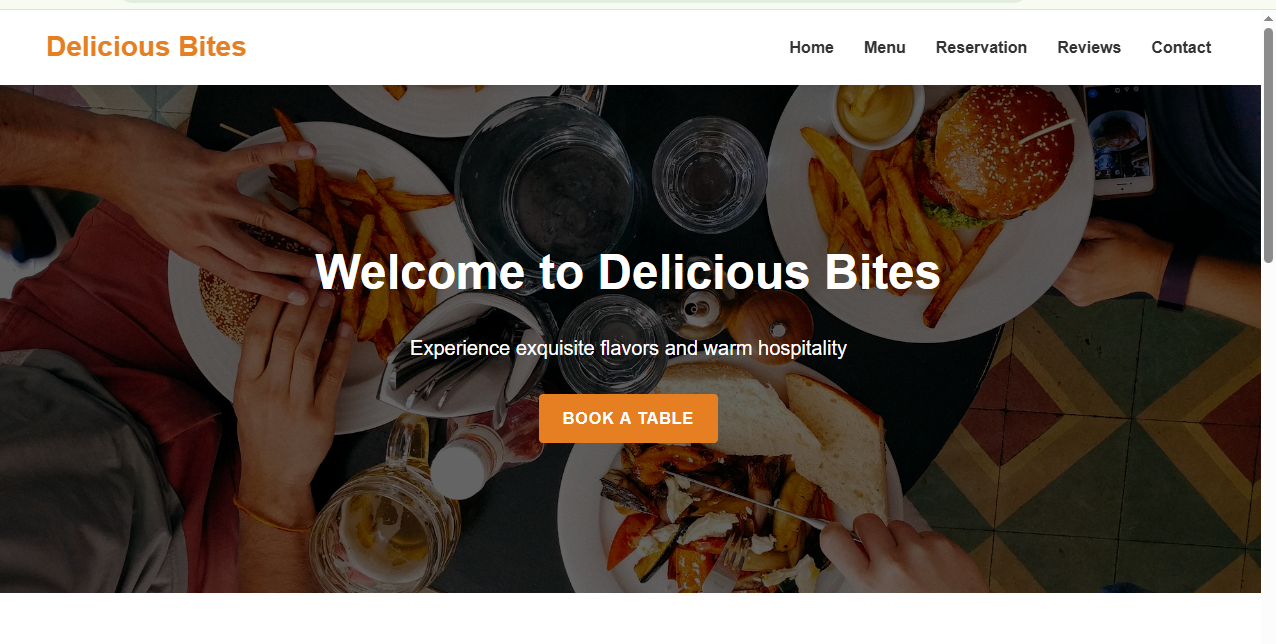 Delicious Bites
Home Menu Reservation Reviews Contact
Welcome to Delicious Bites
Experience exquisite flavors and warm hospitality
BOOK A TABLE